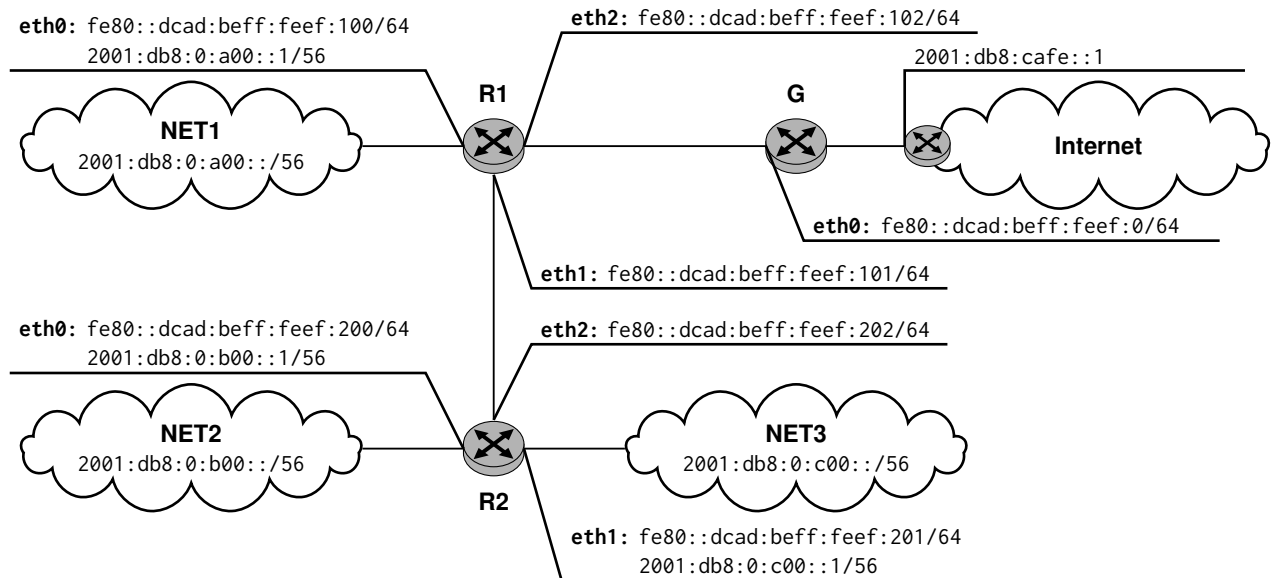 eth0: fe80::dcad:beff:feef:100/64
2001:db8:0:a00::1/56
eth2: fe80::dcad:beff:feef:102/64
2001:db8:cafe::1
R1
G
NET1
2001:db8:0:a00::/56
Internet
eth0: fe80::dcad:beff:feef:0/64
eth1: fe80::dcad:beff:feef:101/64
eth0: fe80::dcad:beff:feef:200/64
2001:db8:0:b00::1/56
eth2: fe80::dcad:beff:feef:202/64
NET2
2001:db8:0:b00::/56
NET3
2001:db8:0:c00::/56
R2
eth1: fe80::dcad:beff:feef:201/64
2001:db8:0:c00::1/56